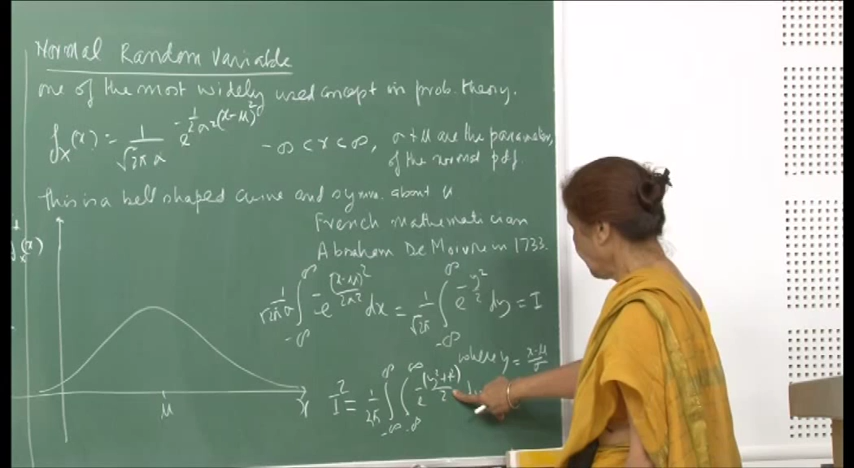 Normal Random Variable
one of the most widely used concept in prob. theory.
f_X(x) = 1/(√2π σ) e^{-1/2σ²(x-μ)²} -∞ < x < ∞, σ & μ are the parameters
of the normal pdf.
This is a bell shaped curve and symm. about μ
French mathematician
Abraham De Moivre in 1733.
f_X(x)
1/(√2π σ) ∫_{-∞}^{∞} e^{-(x-μ)²/2σ²} dx = 1/√2π ∫_{-∞}^{∞} e^{-y²/2} dy = I
where y = (x-μ)/σ
μ
x
I² = 1/2π ∫_{-∞}^{∞} ∫_{-∞}^{∞} e^{-(y²+z²)/2} dy